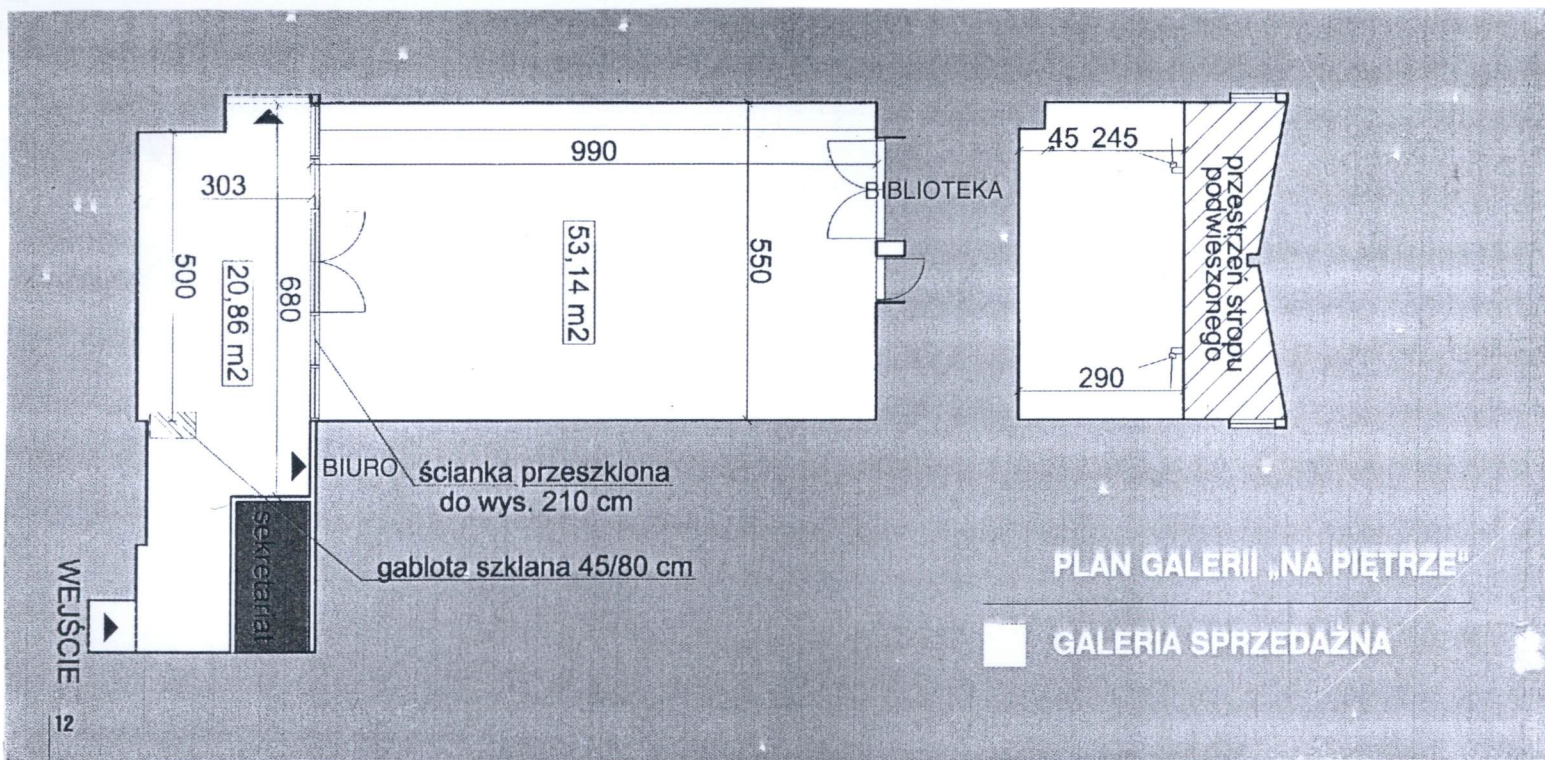 990
303
BIBLIOTEKA
500
20,86 m2
680
53,14 m2
550
45 245
290
przestrzeń stropu
podwieszonego
BIURO
ścianka przeszklona
do wys. 210 cm
sekretariat
gablota szklana 45/80 cm
WEJŚCIE
PLAN GALERII „NA PIĘTRZE"
GALERIA SPRZEDAŻNA
12